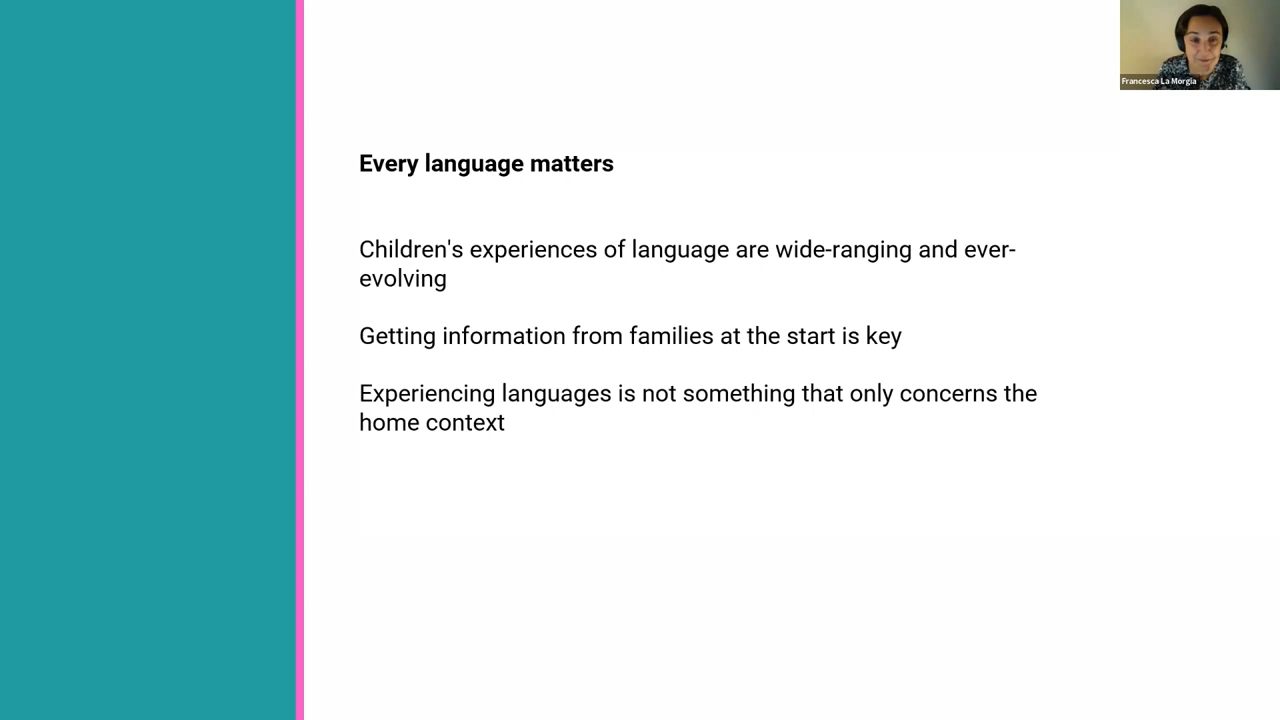 Francesca La Morgia
Every language matters
Children's experiences of language are wide-ranging and ever-
evolving
Getting information from families at the start is key
Experiencing languages is not something that only concerns the
home context